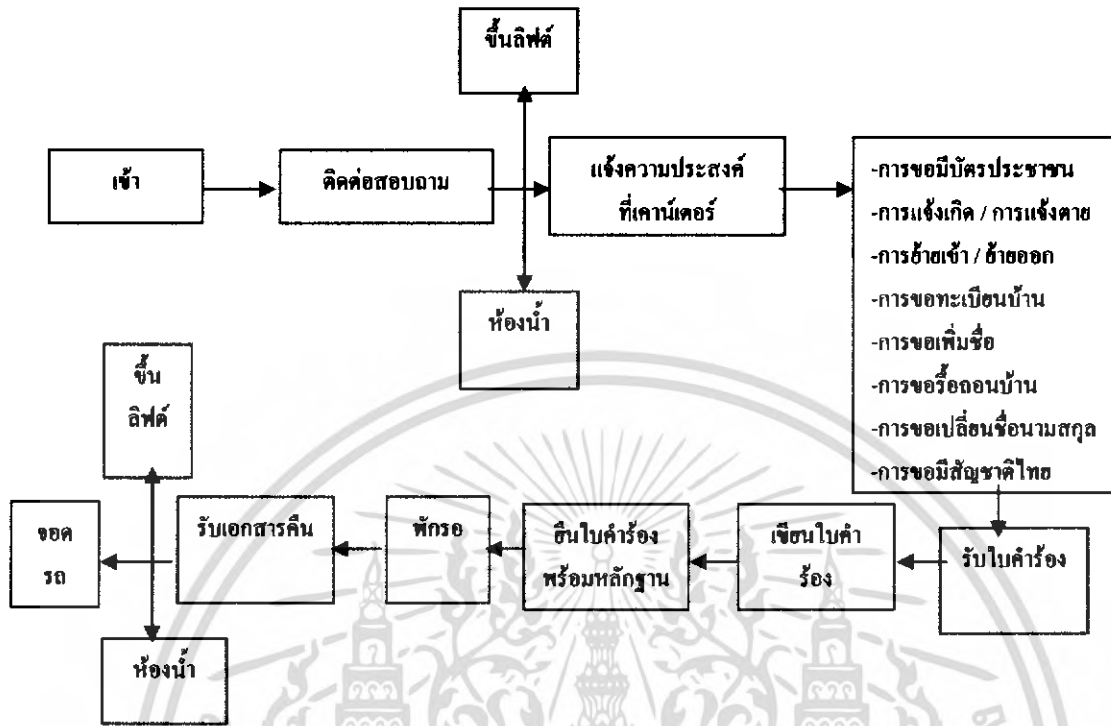 ขึ้นลิฟต์
เข้า
ติดต่อสอบถาม
แจ้งความประสงค์
ที่เคาน์เตอร์
-การขอมีบัตรประชาชน
-การแจ้งเกิด / การแจ้งตาย
-การย้ายเข้า / ย้ายออก
-การขอทะเบียนบ้าน
-การขอเพิ่มชื่อ
-การขอรื้อถอนบ้าน
-การขอเปลี่ยนชื่อนามสกุล
-การขอมีสัญชาติไทย
ห้องน้ำ
ขึ้น
ลิฟต์
จอด
รถ
รับเอกสารคืน
พักรอ
ยื่นใบคำร้อง
พร้อมหลักฐาน
เขียนใบคำ
ร้อง
รับใบคำร้อง
ห้องน้ำ